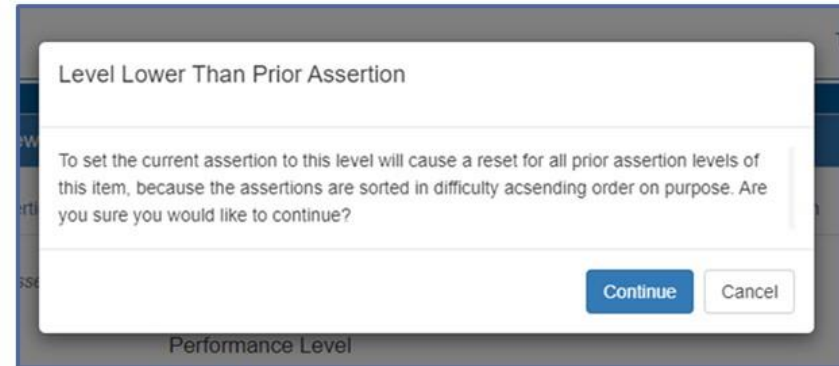 Level Lower Than Prior Assertion
To set the current assertion to this level will cause a reset for all prior assertion levels of
this item, because the assertions are sorted in difficulty acsending order on purpose. Are
you sure you would like to continue?
Continue Cancel
Performance Level